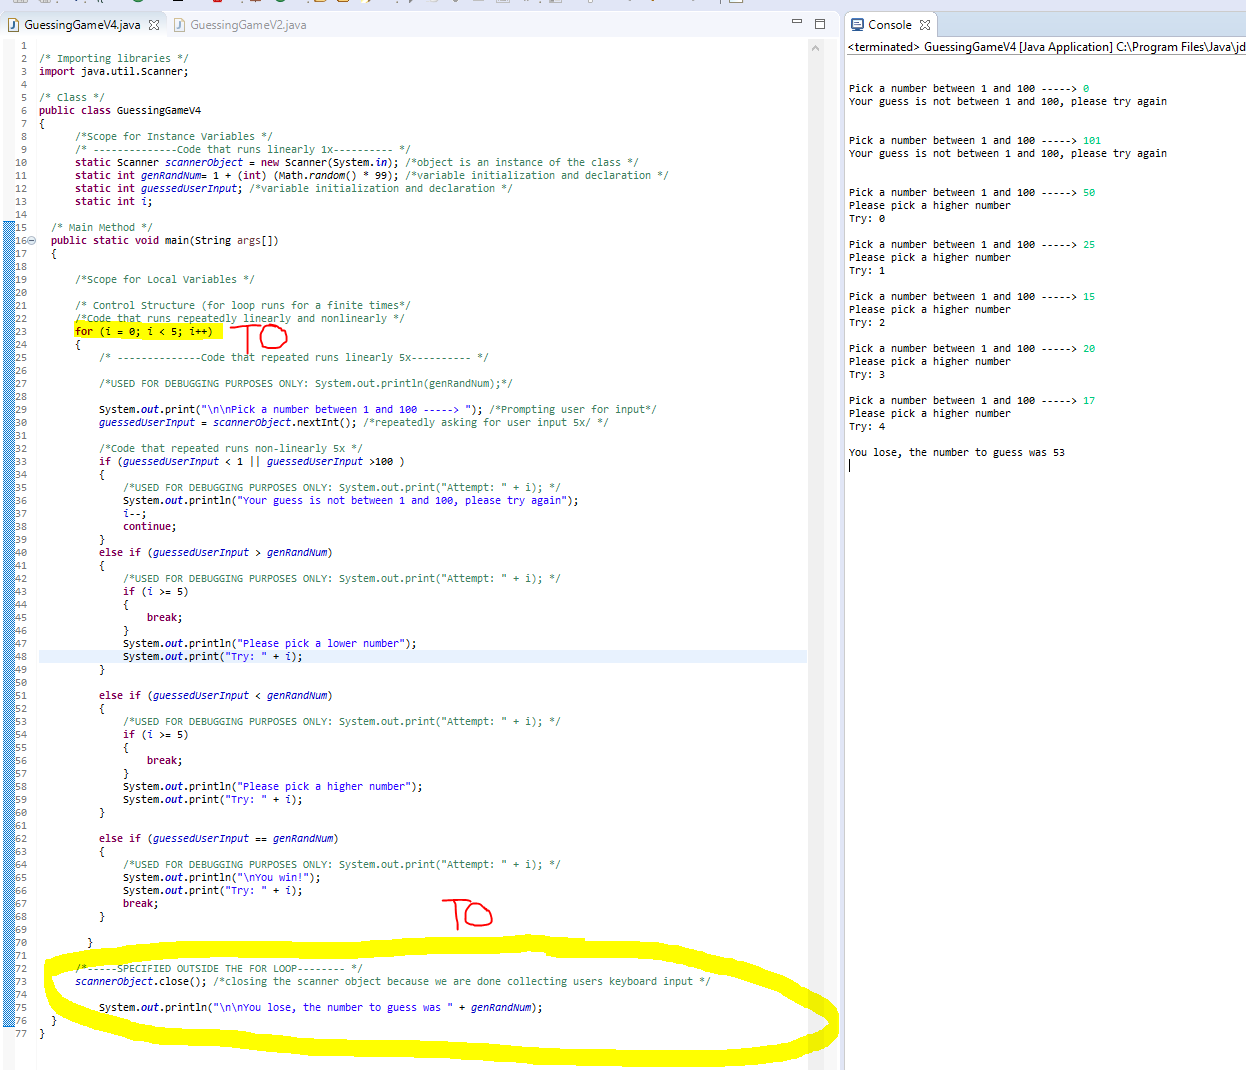 GuessingGameV4.java
GuessingGameV2.java
1
2 /* Importing libraries */
3 import java.util.Scanner;
4
5 /* Class */
6 public class GuessingGameV4
7 {
8 /*Scope for Instance Variables */
9 /* --------------Code that runs linearly 1x---------- */
10 static Scanner scannerObject = new Scanner(System.in); /*object is an instance of the class */
11 static int genRandNum= 1 + (int) (Math.random() * 99); /*variable initialization and declaration */
12 static int guessedUserInput; /*variable initialization and declaration */
13 static int i;
14
15 /* Main Method */
16 public static void main(String args[])
17 {
18
19 /*Scope for Local Variables */
20
21 /* Control Structure (for loop runs for a finite times*/
22 /*Code that runs repeatedly linearly and nonlinearly */
23 for (i = 0; i < 5; i++) TO
24 {
25 /* --------------Code that repeated runs linearly 5x---------- */
26
27 /*USED FOR DEBUGGING PURPOSES ONLY: System.out.println(genRandNum);*/
28
29 System.out.print("\n\nPick a number between 1 and 100 -----> "); /*Prompting user for input*/
30 guessedUserInput = scannerObject.nextInt(); /*repeatedly asking for user input 5x/ */
31
32 /*Code that repeated runs non-linearly 5x */
33 if (guessedUserInput < 1 || guessedUserInput >100 )
34 {
35 /*USED FOR DEBUGGING PURPOSES ONLY: System.out.print("Attempt: " + i); */
36 System.out.println("Your guess is not between 1 and 100, please try again");
37 i--;
38 continue;
39 }
40 else if (guessedUserInput > genRandNum)
41 {
42 /*USED FOR DEBUGGING PURPOSES ONLY: System.out.print("Attempt: " + i); */
43 if (i >= 5)
44 {
45 break;
46 }
47 System.out.println("Please pick a lower number");
48 System.out.print("Try: " + i);
49 }
50
51 else if (guessedUserInput < genRandNum)
52 {
53 /*USED FOR DEBUGGING PURPOSES ONLY: System.out.print("Attempt: " + i); */
54 if (i >= 5)
55 {
56 break;
57 }
58 System.out.println("Please pick a higher number");
59 System.out.print("Try: " + i);
60 }
61
62 else if (guessedUserInput == genRandNum)
63 {
64 /*USED FOR DEBUGGING PURPOSES ONLY: System.out.print("Attempt: " + i); */
65 System.out.println("\nYou win!");
66 System.out.print("Try: " + i);
67 break;
68 }
TO
69
70 }
71
72 /*-----SPECIFIED OUTSIDE THE FOR LOOP-------- */
73 scannerObject.close(); /*closing the scanner object because we are done collecting users keyboard input */
74
75 System.out.println("\n\nYou lose, the number to guess was " + genRandNum);
76 }
77 }
Console
<terminated> GuessingGameV4 [Java Application] C:\Program Files\Java\jd
Pick a number between 1 and 100 -----> 0
Your guess is not between 1 and 100, please try again
Pick a number between 1 and 100 -----> 101
Your guess is not between 1 and 100, please try again
Pick a number between 1 and 100 -----> 50
Please pick a higher number
Try: 0
Pick a number between 1 and 100 -----> 25
Please pick a higher number
Try: 1
Pick a number between 1 and 100 -----> 15
Please pick a higher number
Try: 2
Pick a number between 1 and 100 -----> 20
Please pick a higher number
Try: 3
Pick a number between 1 and 100 -----> 17
Please pick a higher number
Try: 4
You lose, the number to guess was 53